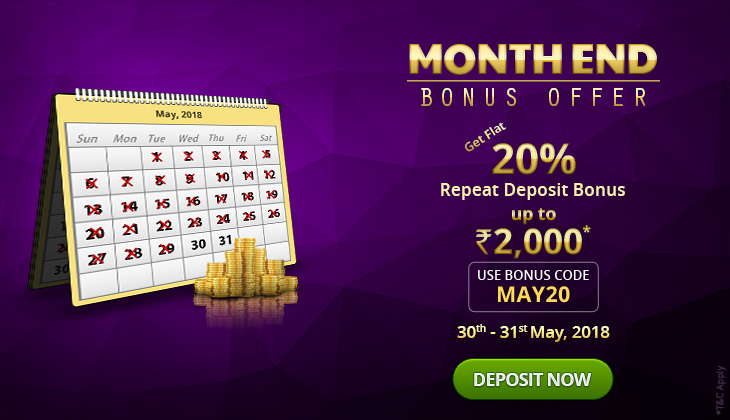 MONTH END
BONUS OFFER
Get Flat
20%
Repeat Deposit Bonus
up to
₹2,000*
USE BONUS CODE
MAY20
30th - 31st May, 2018
DEPOSIT NOW
*T&C Apply
May, 2018
Sun Mon Tue Wed Thu Fri Sat
1 2 3 4 5
6 7 8 9 10 11 12
13 14 15 16 17 18 19
20 21 22 23 24 25 26
27 28 29 30 31
30